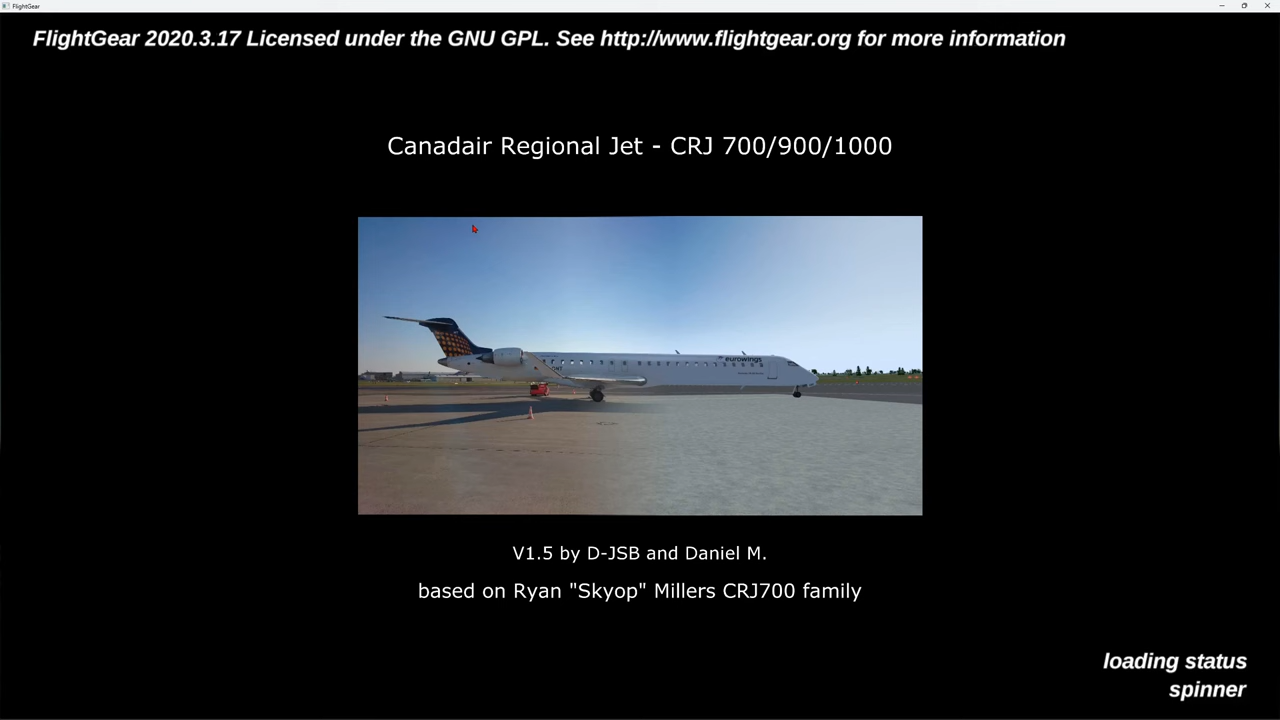 FlightGear
FlightGear 2020.3.17 Licensed under the GNU GPL. See http://www.flightgear.org for more information
Canadair Regional Jet - CRJ 700/900/1000
eurowings
V1.5 by D-JSB and Daniel M.
based on Ryan "Skyop" Millers CRJ700 family
loading status
spinner